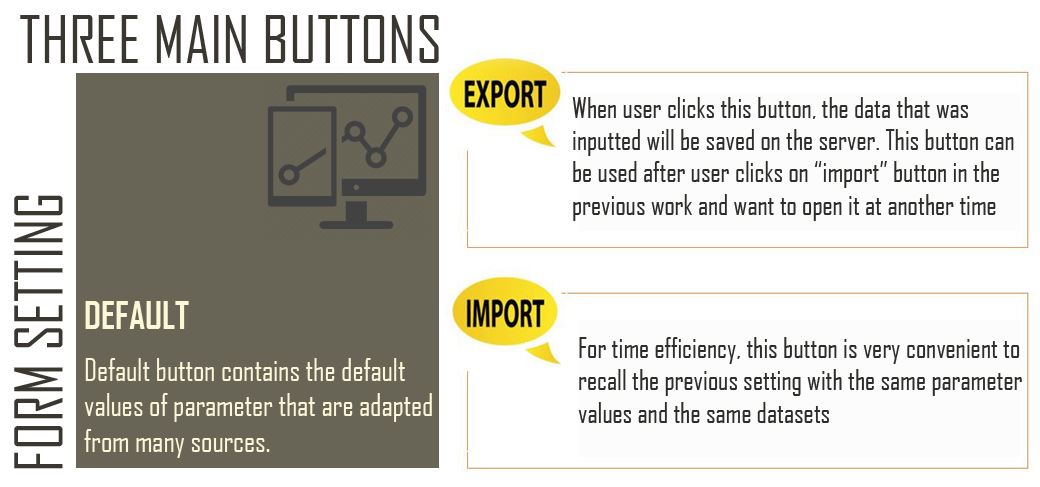 THREE MAIN BUTTONS
FORM SETTING
DEFAULT
Default button contains the default
values of parameter that are adapted
from many sources.
EXPORT
When user clicks this button, the data that was
inputted will be saved on the server. This button can
be used after user clicks on “import” button in the
previous work and want to open it at another time
IMPORT
For time efficiency, this button is very convenient to
recall the previous setting with the same parameter
values and the same datasets